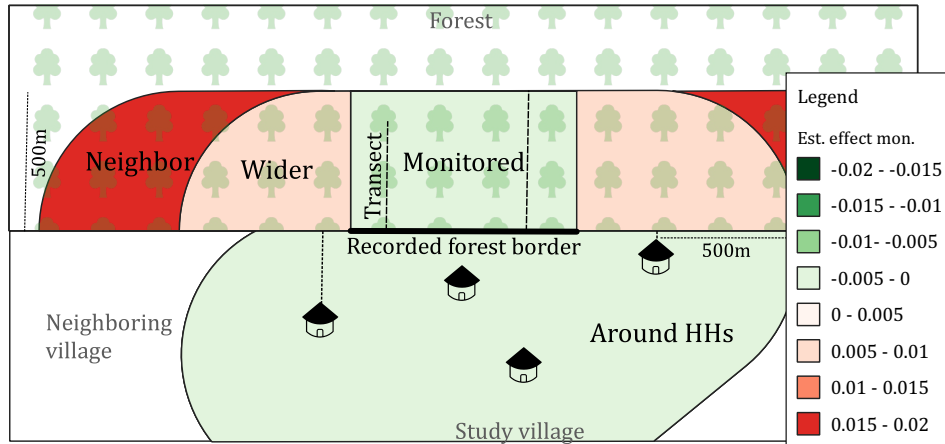 Forest
Legend
Est. effect mon.
-0.02 - -0.015
-0.015 - -0.01
-0.01- -0.005
-0.005 - 0
0 - 0.005
0.005 - 0.01
0.01 - 0.015
0.015 - 0.02
500m
Neighbor
Wider
Transect
Monitored
Recorded forest border
500m
Neighboring
village
Around HHs
Study village